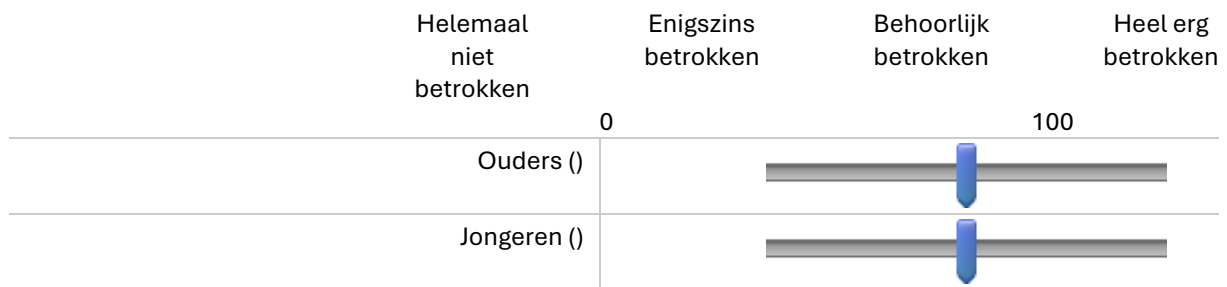 Helemaal
niet
betrokken
Enigszins
betrokken
Behoorlijk
betrokken
Heel erg
betrokken
0
100
Ouders ()
Jongeren ()